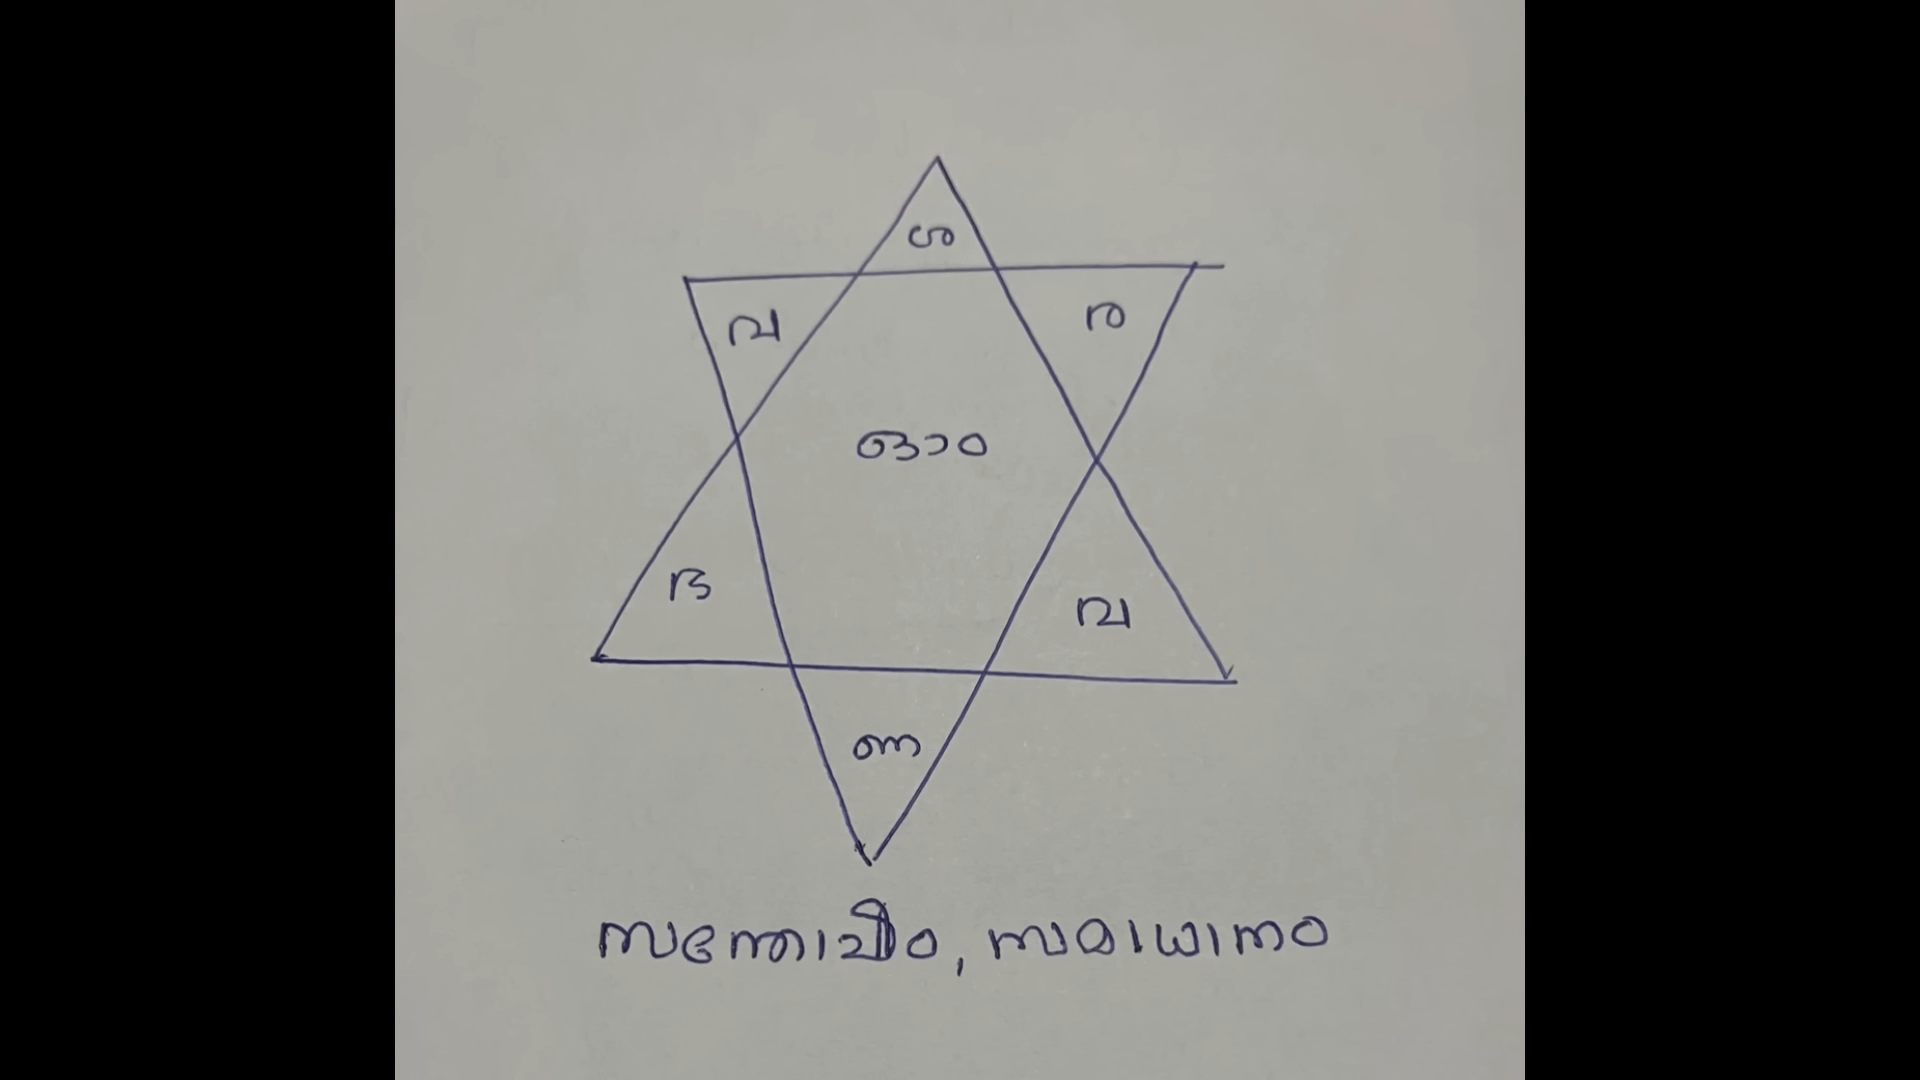 ശ
വ ര
ഓം
ഭ വ
ണ
സന്തോഷം, സമാധാനം